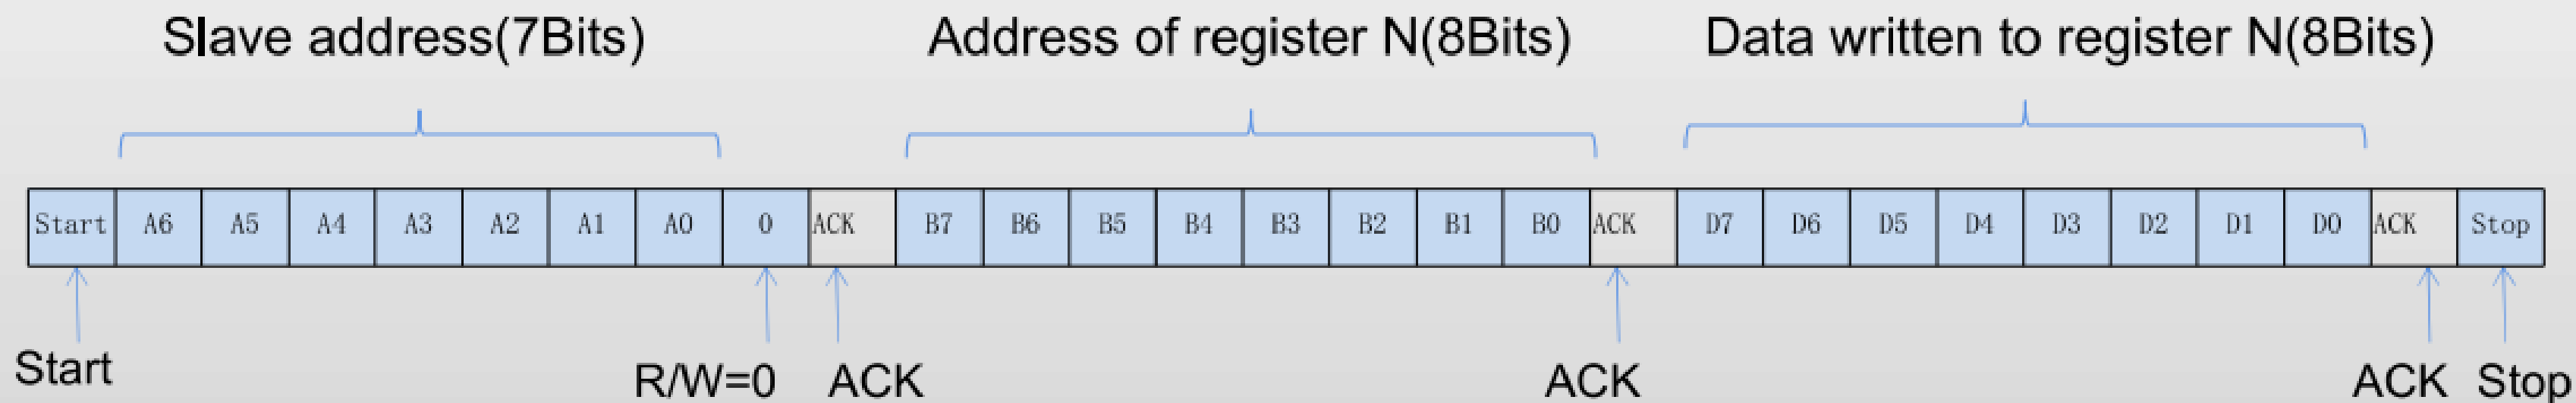 Slave address(7Bits) Address of register N(8Bits) Data written to register N(8Bits)
Start A6 A5 A4 A3 A2 A1 A0 0 ACK B7 B6 B5 B4 B3 B2 B1 B0 ACK D7 D6 D5 D4 D3 D2 D1 D0 ACK Stop
Start R/W=0 ACK ACK ACK Stop